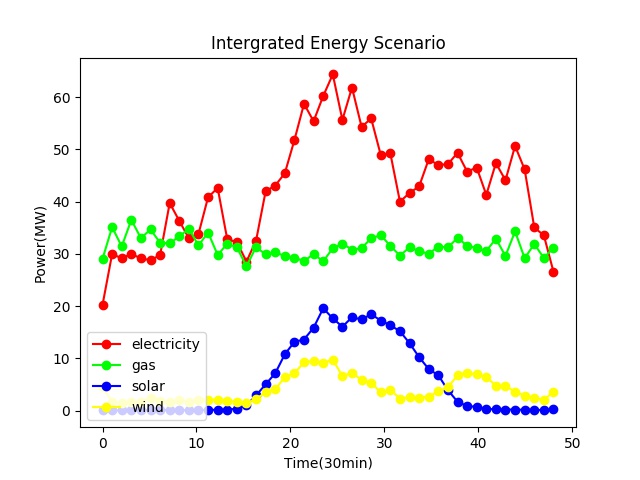 Intergrated Energy Scenario
Power(MW)
60
50
40
30
20
10
0
electricity
gas
solar
wind
0 10 20 30 40 50
Time(30min)